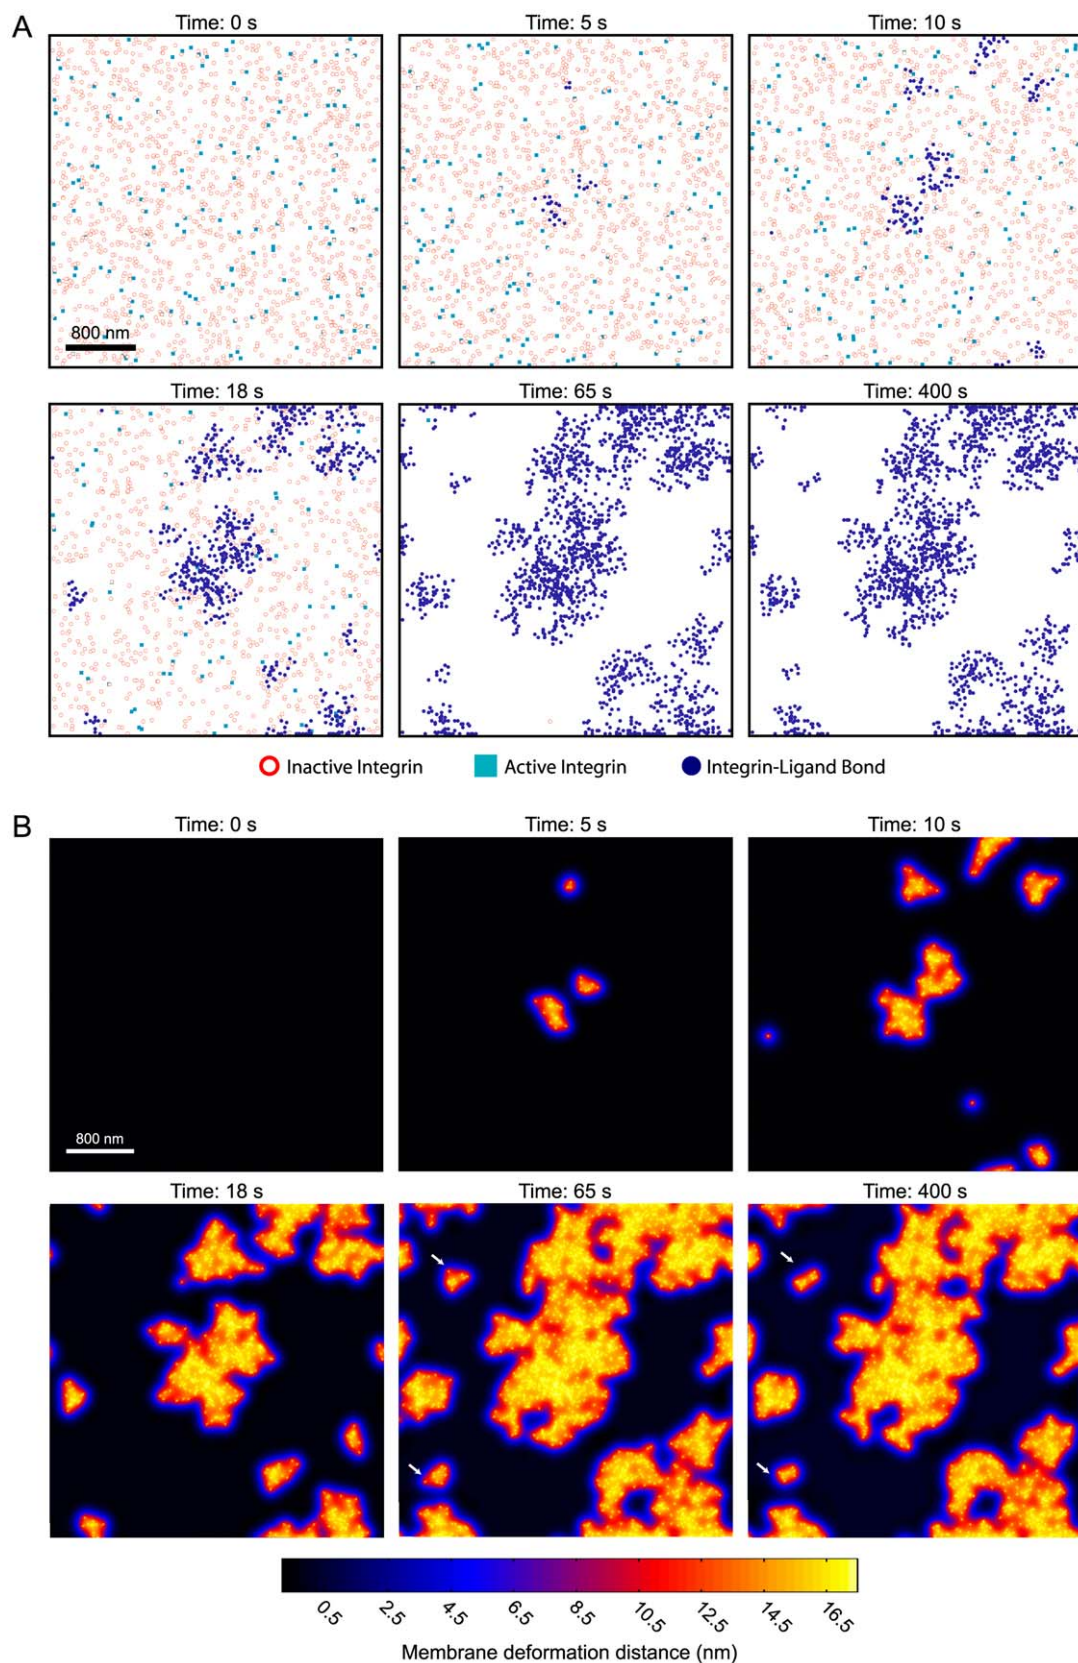 A
Time: 0 s
Time: 5 s
Time: 10 s
800 nm
Time: 18 s
Time: 65 s
Time: 400 s
Inactive Integrin
Active Integrin
Integrin-Ligand Bond
B
Time: 0 s
Time: 5 s
Time: 10 s
800 nm
Time: 18 s
Time: 65 s
Time: 400 s
0.5 2.5 4.5 6.5 8.5 10.5 12.5 14.5 16.5
Membrane deformation distance (nm)